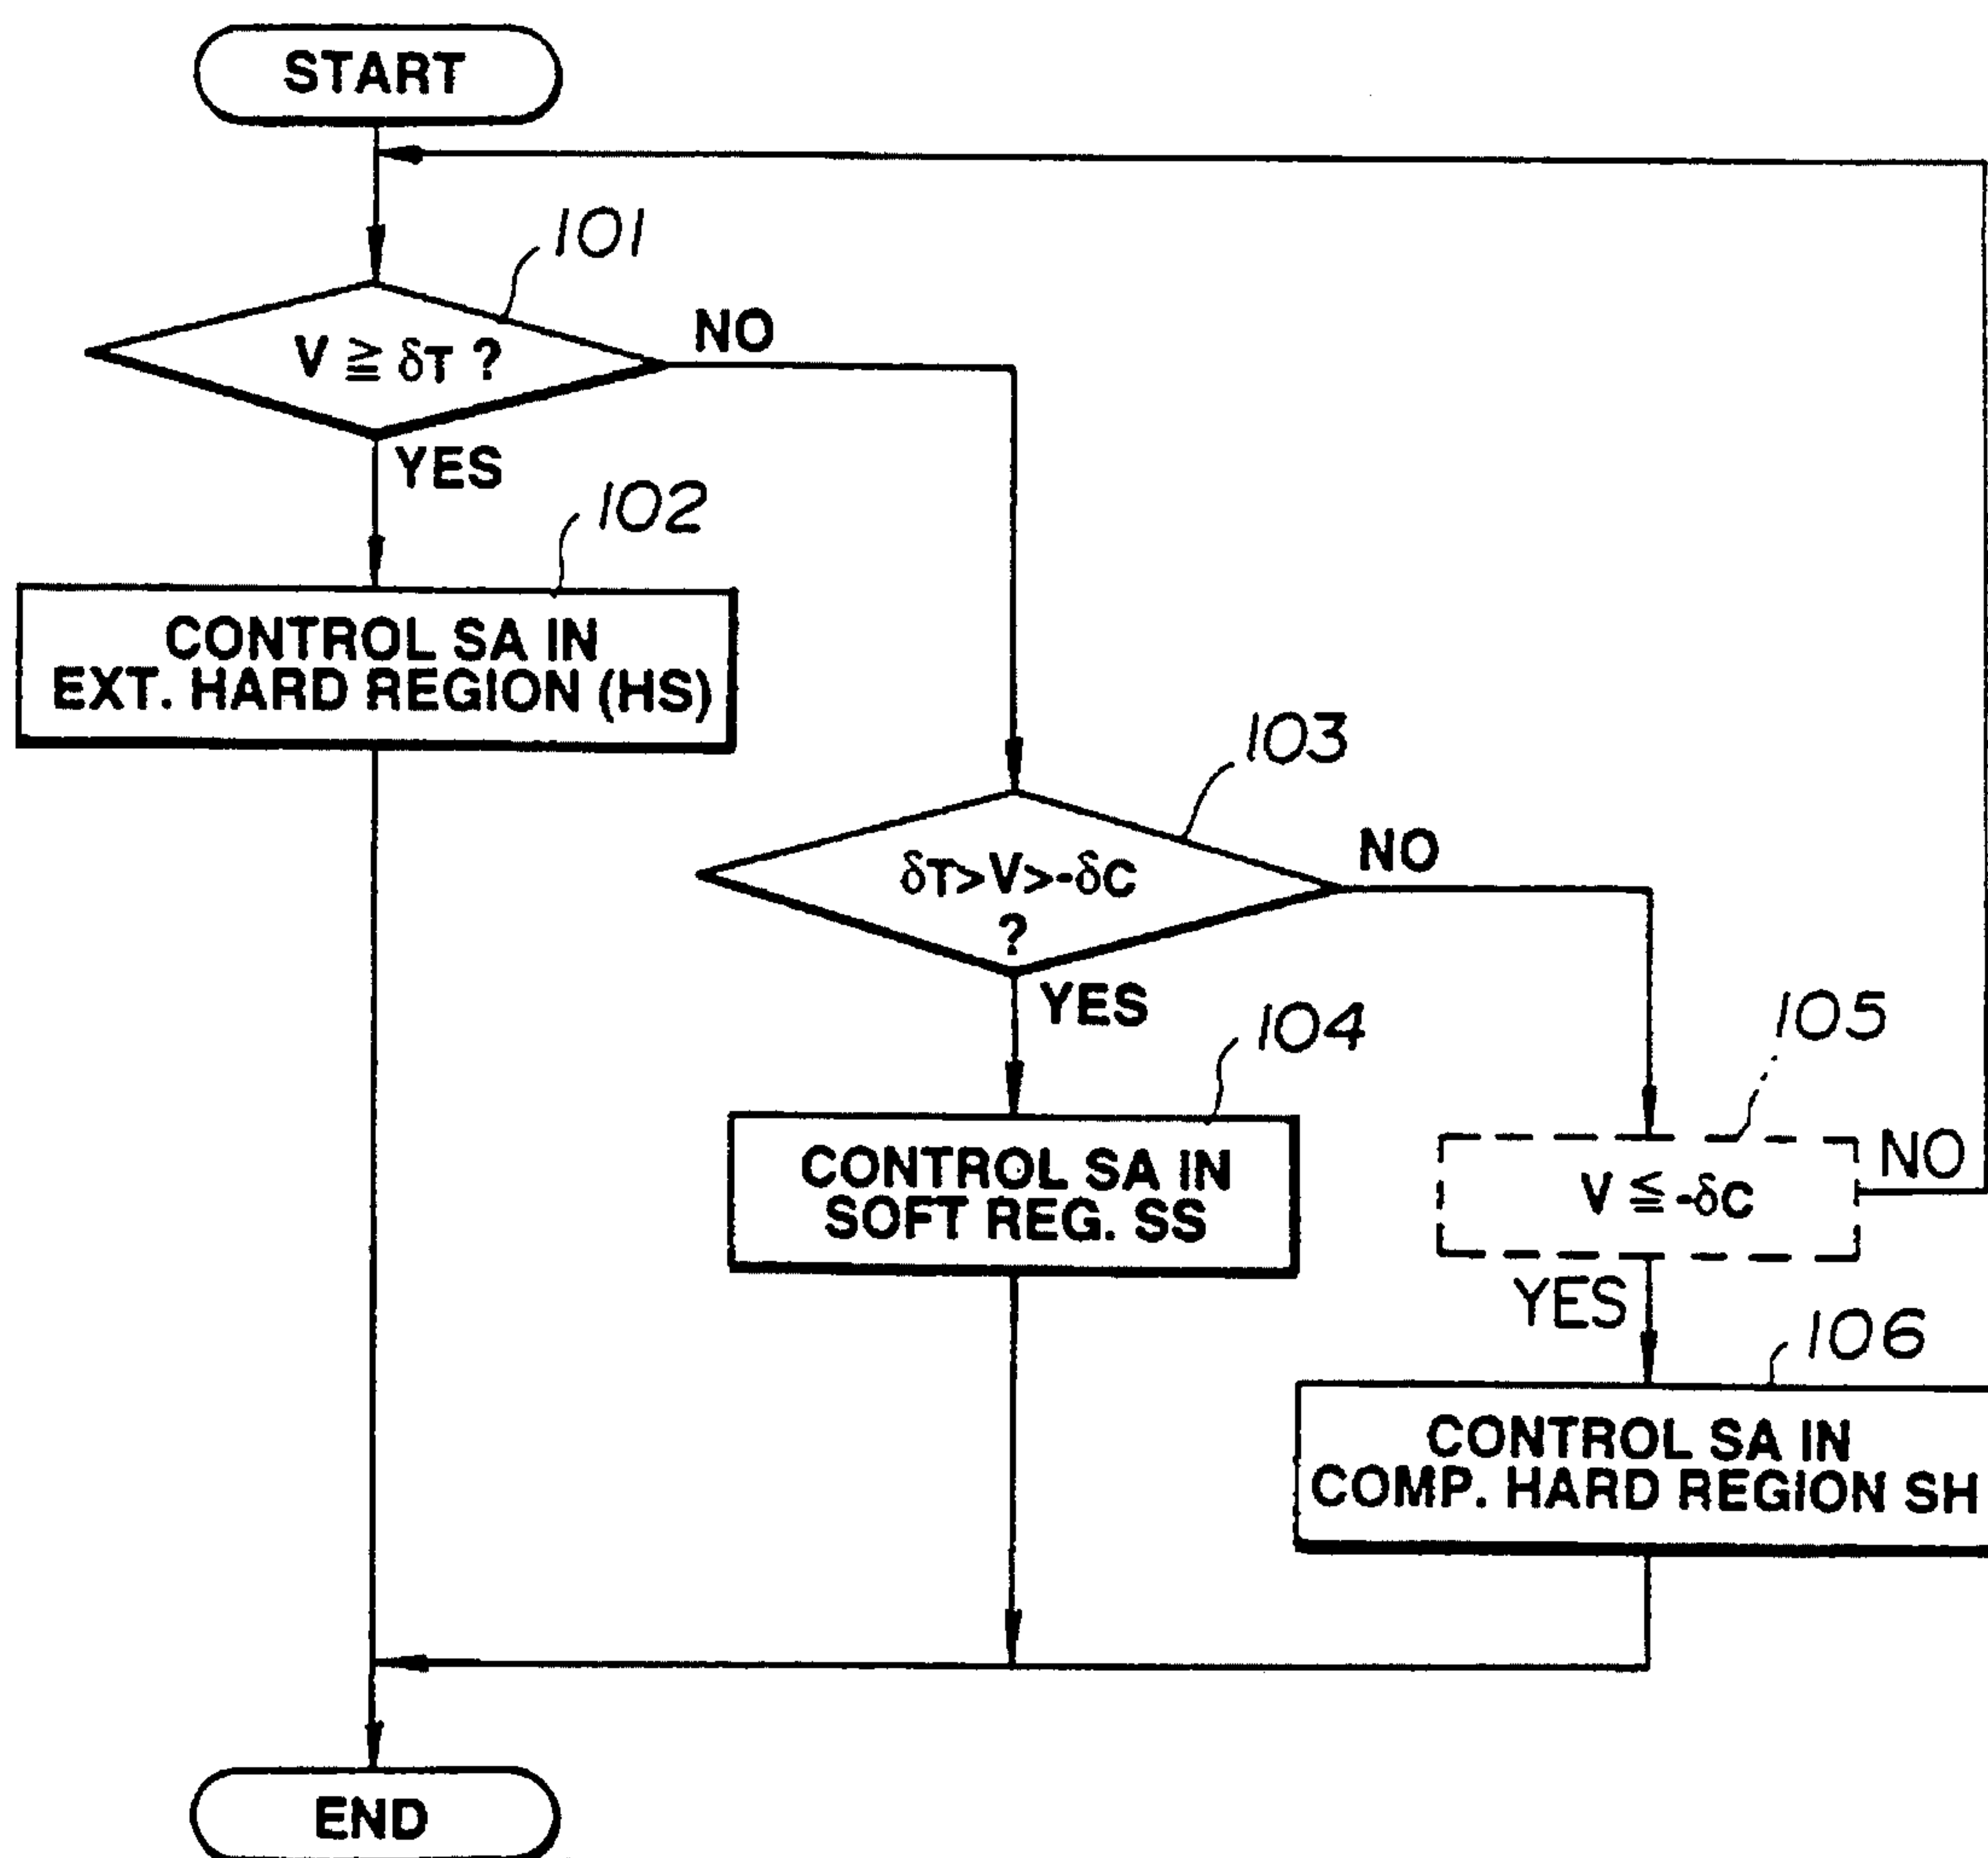 START
101
V ≧ δT ?
NO
YES
102
CONTROL SA IN
EXT. HARD REGION (HS)
103
δT>V>-δC
?
NO
YES
104
CONTROL SA IN
SOFT REG. SS
105
V ≦ -δC
NO
YES
106
CONTROL SA IN
COMP. HARD REGION SH
END